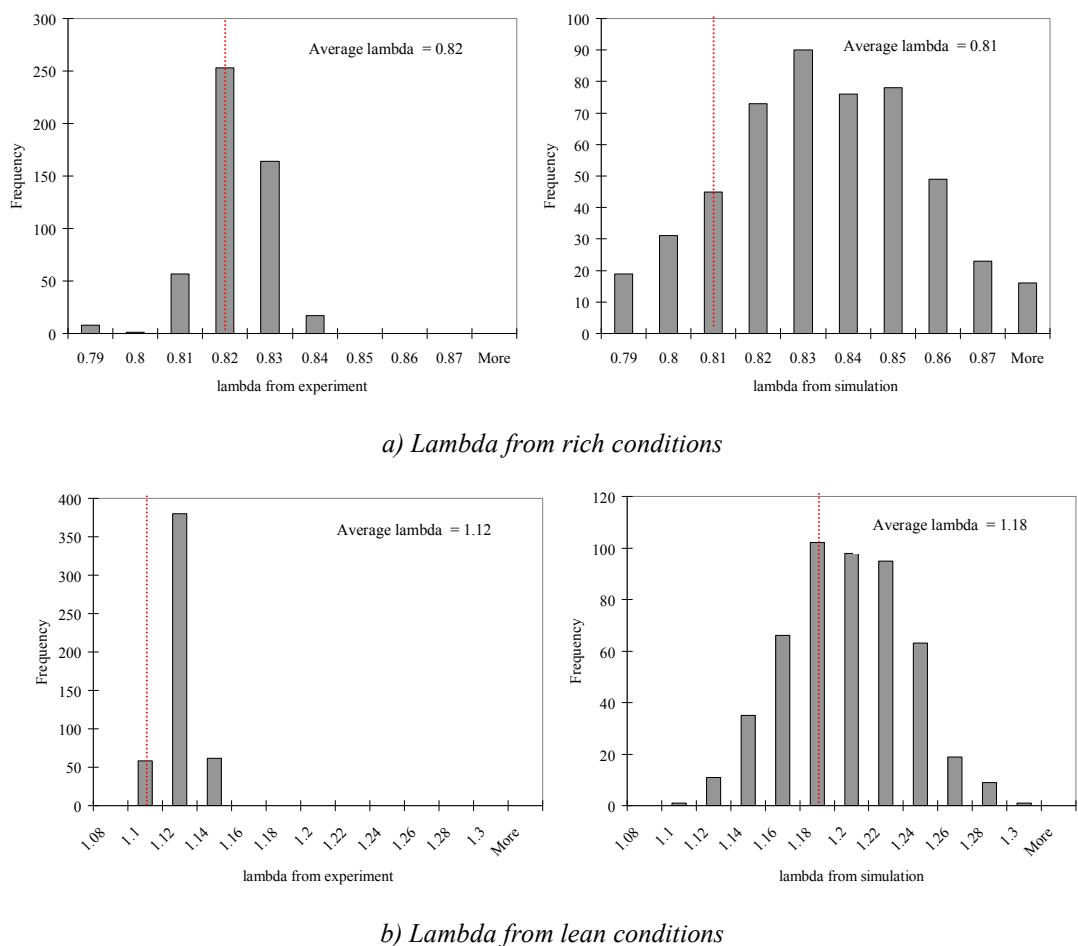 300
250
200
150
100
50
0
Frequency
Average lambda = 0.82
0.79 0.8 0.81 0.82 0.83 0.84 0.85 0.86 0.87 More
lambda from experiment
100
90
80
70
60
50
40
30
20
10
0
Frequency
Average lambda = 0.81
0.79 0.8 0.81 0.82 0.83 0.84 0.85 0.86 0.87 More
lambda from simulation
a) Lambda from rich conditions
400
350
300
250
200
150
100
50
0
Frequency
Average lambda = 1.12
1.08 1.1 1.12 1.14 1.16 1.18 1.2 1.22 1.24 1.26 1.28 1.3 More
lambda from experiment
120
100
80
60
40
20
0
Frequency
Average lambda = 1.18
1.08 1.1 1.12 1.14 1.16 1.18 1.2 1.22 1.24 1.26 1.28 1.3 More
lambda from simulation
b) Lambda from lean conditions